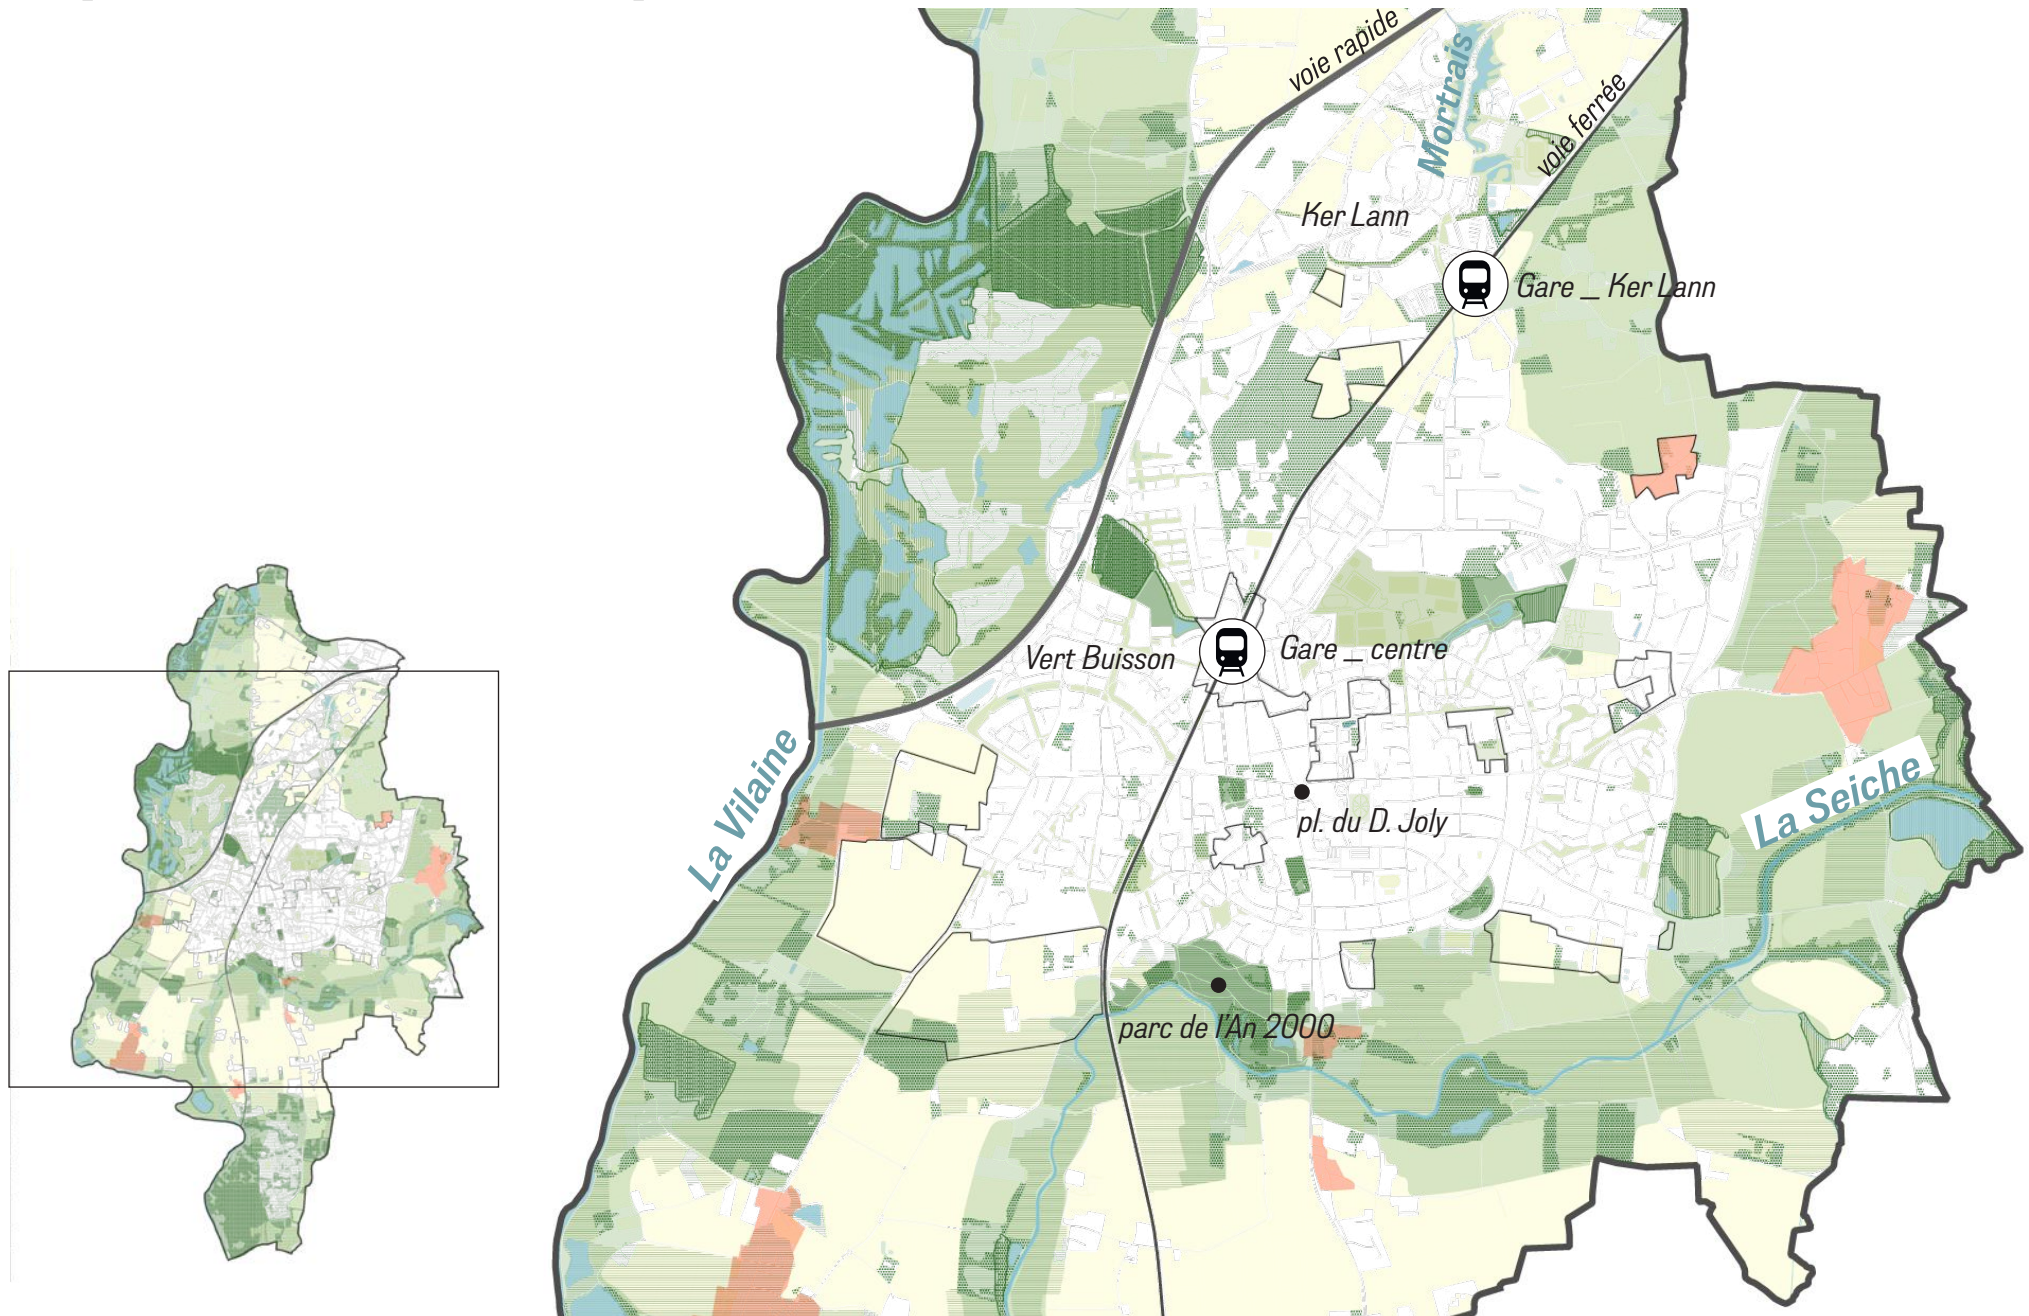 voie rapide
Mortrais
voie ferrée
Ker Lann
Gare _ Ker Lann
Vert Buisson
Gare _ centre
La Vilaine
pl. du D. Joly
La Seiche
parc de l'An 2000